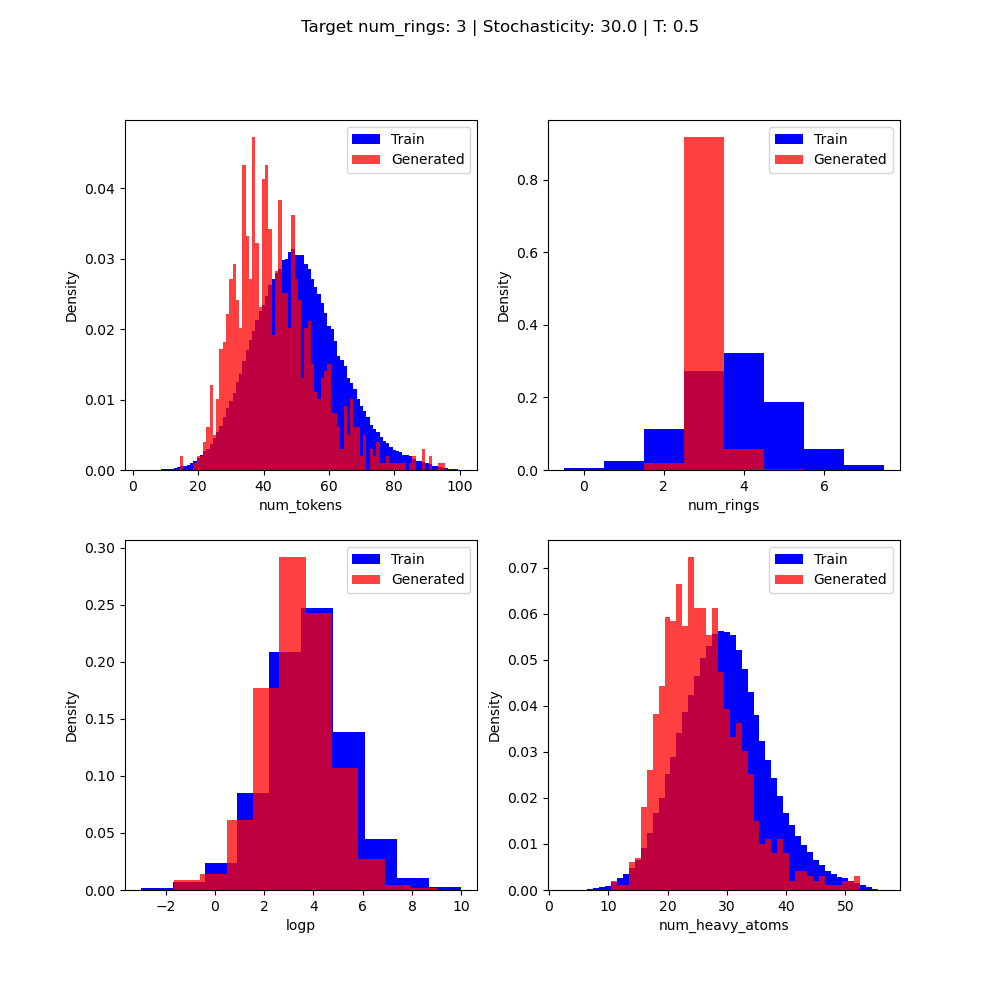 Target num_rings: 3 | Stochasticity: 30.0 | T: 0.5
Train
Generated
0.04
0.03
0.02
0.01
0.00
Density
0 20 40 60 80 100
num_tokens
Train
Generated
0.8
0.6
0.4
0.2
0.0
Density
0 2 4 6
num_rings
Train
Generated
0.30
0.25
0.20
0.15
0.10
0.05
0.00
Density
−2 0 2 4 6 8 10
logp
Train
Generated
0.07
0.06
0.05
0.04
0.03
0.02
0.01
0.00
Density
0 10 20 30 40 50
num_heavy_atoms